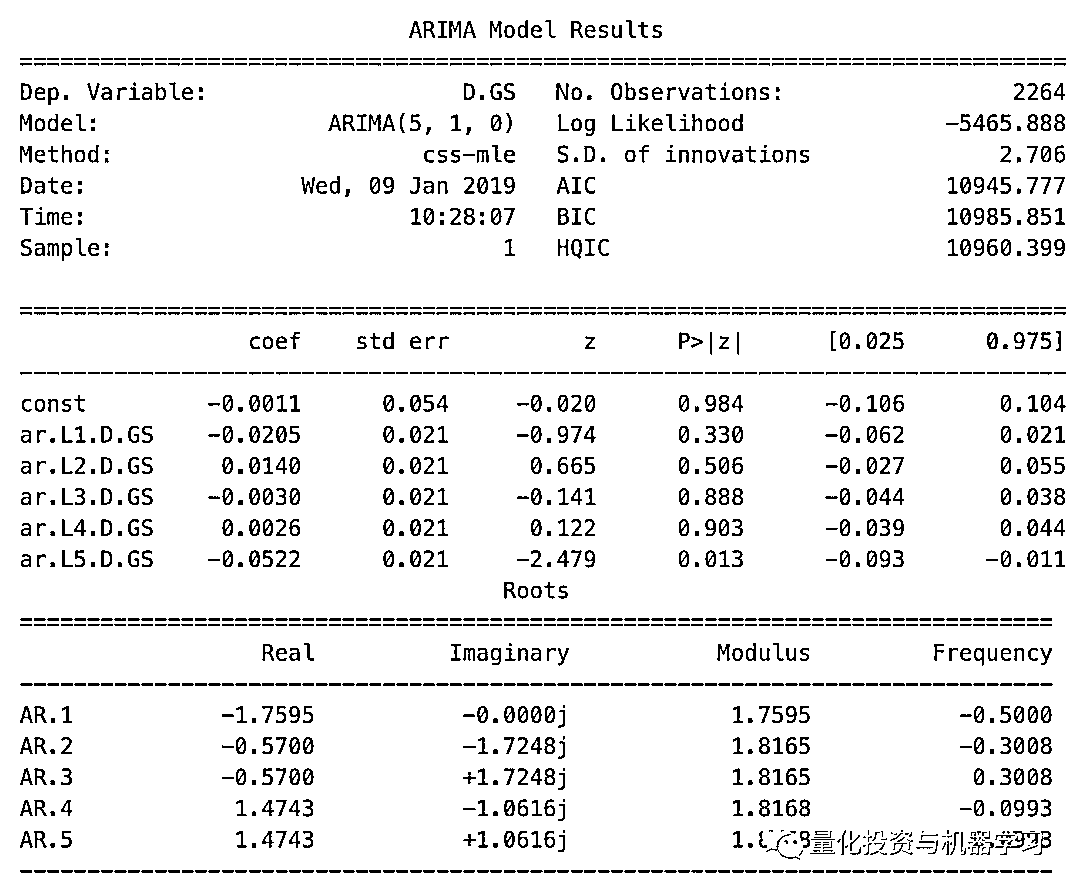 ARIMA Model Results
Dep. Variable: D.GS No. Observations: 2264
Model: ARIMA(5, 1, 0) Log Likelihood -5465.888
Method: css-mle S.D. of innovations 2.706
Date: Wed, 09 Jan 2019 AIC 10945.777
Time: 10:28:07 BIC 10985.851
Sample: 1 HQIC 10960.399
coef std err z P>|z| [0.025 0.975]
const -0.0011 0.054 -0.020 0.984 -0.106 0.104
ar.L1.D.GS -0.0205 0.021 -0.974 0.330 -0.062 0.021
ar.L2.D.GS 0.0140 0.021 0.665 0.506 -0.027 0.055
ar.L3.D.GS -0.0030 0.021 -0.141 0.888 -0.044 0.038
ar.L4.D.GS 0.0026 0.021 0.122 0.903 -0.039 0.044
ar.L5.D.GS -0.0522 0.021 -2.479 0.013 -0.093 -0.011
Roots
Real Imaginary Modulus Frequency
AR.1 -1.7595 -0.0000j 1.7595 -0.5000
AR.2 -0.5700 -1.7248j 1.8165 -0.3008
AR.3 -0.5700 +1.7248j 1.8165 0.3008
AR.4 1.4743 -1.0616j 1.8168 -0.0993
AR.5 1.4743 +1.0616j
量化投资与机器学习